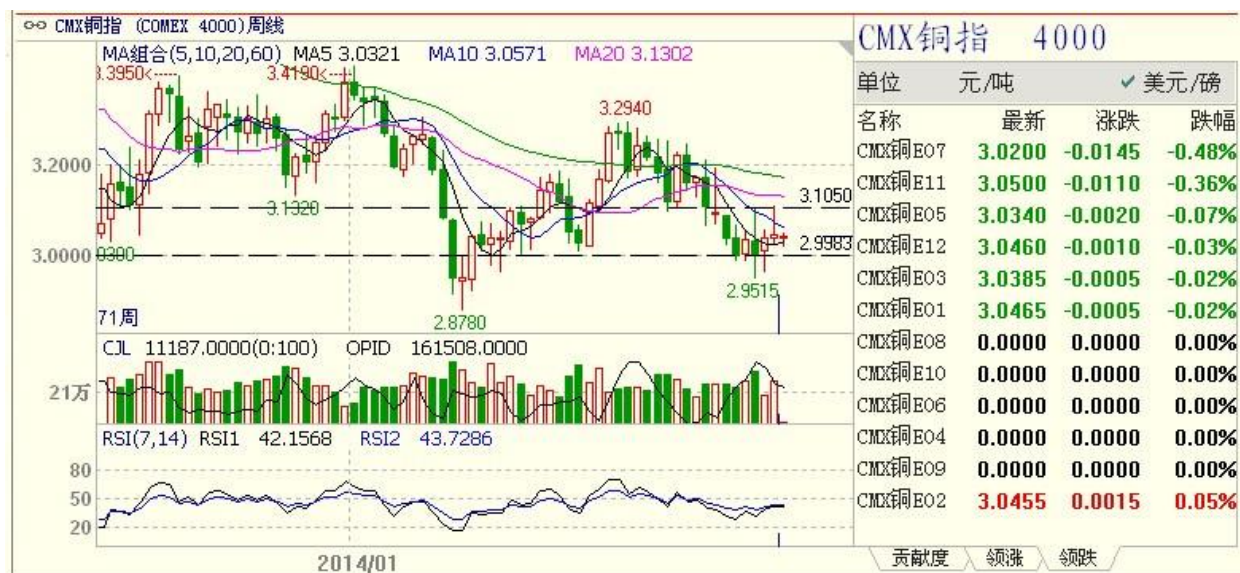 CMX铜指 (COMEX 4000)周线
MA组合(5,10,20,60) MA5 3.0321 MA10 3.0571 MA20 3.1302
3.3950
3.4190
3.2940
3.2000
3.1050
3.1320
2.9983
3.0000
0300
2.9515
71周
2.8780
CJL 11187.0000(0:100) OPID 161508.0000
21万
RSI(7,14) RSI1 42.1568 RSI2 43.7286
80
50
20
2014/01
CMX铜指 4000
单位 元/吨 ✓ 美元/磅
名称 最新 涨跌 跌幅
CMX铜E07 3.0200 -0.0145 -0.48%
CMX铜E11 3.0500 -0.0110 -0.36%
CMX铜E05 3.0340 -0.0020 -0.07%
CMX铜E12 3.0460 -0.0010 -0.03%
CMX铜E03 3.0385 -0.0005 -0.02%
CMX铜E01 3.0465 -0.0005 -0.02%
CMX铜E08 0.0000 0.0000 0.00%
CMX铜E10 0.0000 0.0000 0.00%
CMX铜E06 0.0000 0.0000 0.00%
CMX铜E04 0.0000 0.0000 0.00%
CMX铜E09 0.0000 0.0000 0.00%
CMX铜E02 3.0455 0.0015 0.05%
贡献度 领涨 领跌